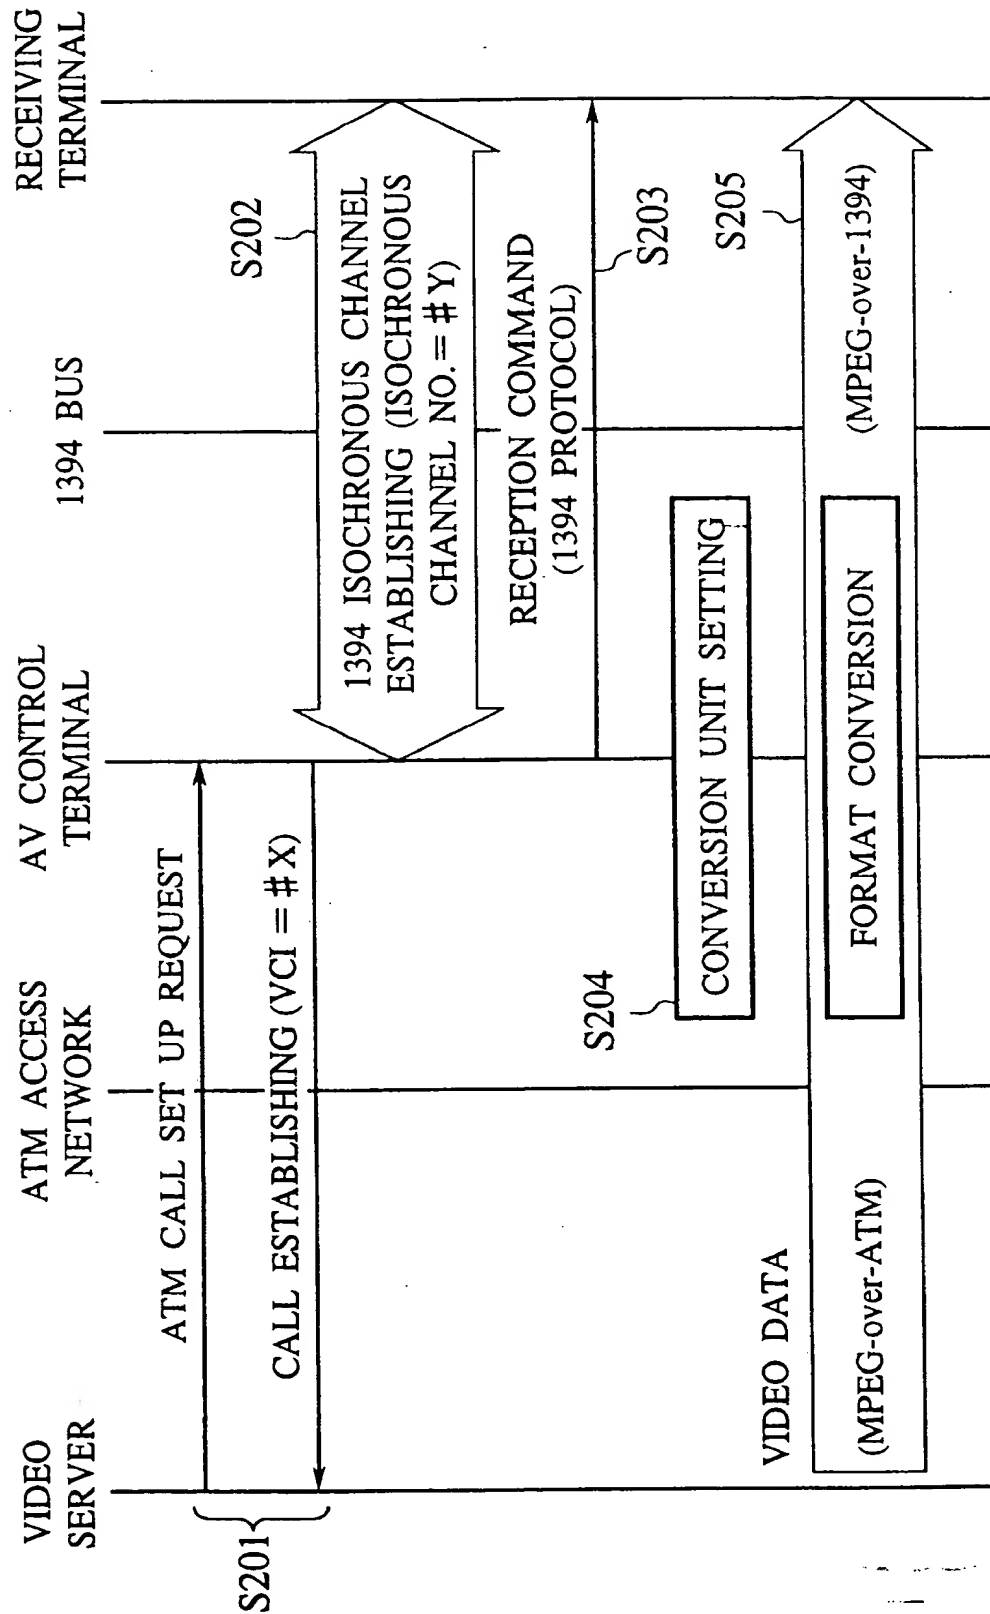 VIDEO
SERVER
ATM ACCESS
NETWORK
AV CONTROL
TERMINAL
1394 BUS
RECEIVING
TERMINAL
S201
ATM CALL SET UP REQUEST
CALL ESTABLISHING (VCI = #X)
S202
1394 ISOCHRONOUS CHANNEL
ESTABLISHING (ISOCHRONOUS
CHANNEL NO. = #Y)
RECEPTION COMMAND
(1394 PROTOCOL)
S203
S204
CONVERSION UNIT SETTING
VIDEO DATA
S205
(MPEG-over-ATM)
FORMAT CONVERSION
(MPEG-over-1394)